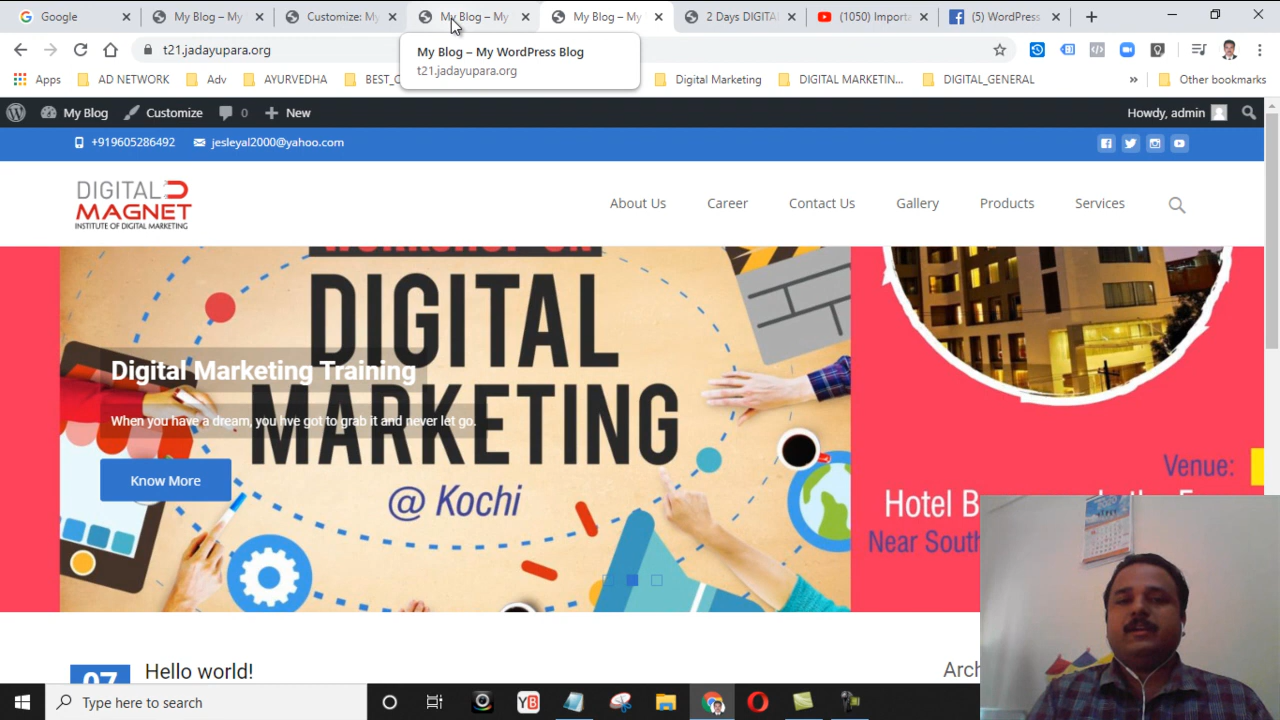 Google
My Blog – My
Customize: My
My Blog – My
My Blog – My
2 Days DIGITAL
(1050) Importa
(5) WordPress
t21.jadayupara.org
My Blog – My WordPress Blog
t21.jadayupara.org
Apps
AD NETWORK
Adv
AYURVEDHA
Digital Marketing
DIGITAL MARKETIN...
DIGITAL_GENERAL
Other bookmarks
My Blog
Customize
0
New
Howdy, admin
+919605286492
jesleyal2000@yahoo.com
DIGITAL
MAGNET
INSTITUTE OF DIGITAL MARKETING
About Us
Career
Contact Us
Gallery
Products
Services
DIGITAL
MARKETING
@ Kochi
Digital Marketing Training
When you have a dream, you hve got to grab it and never let go.
Know More
Venue:
Hotel B
Near South
07
Hello world!
Arch
Type here to search